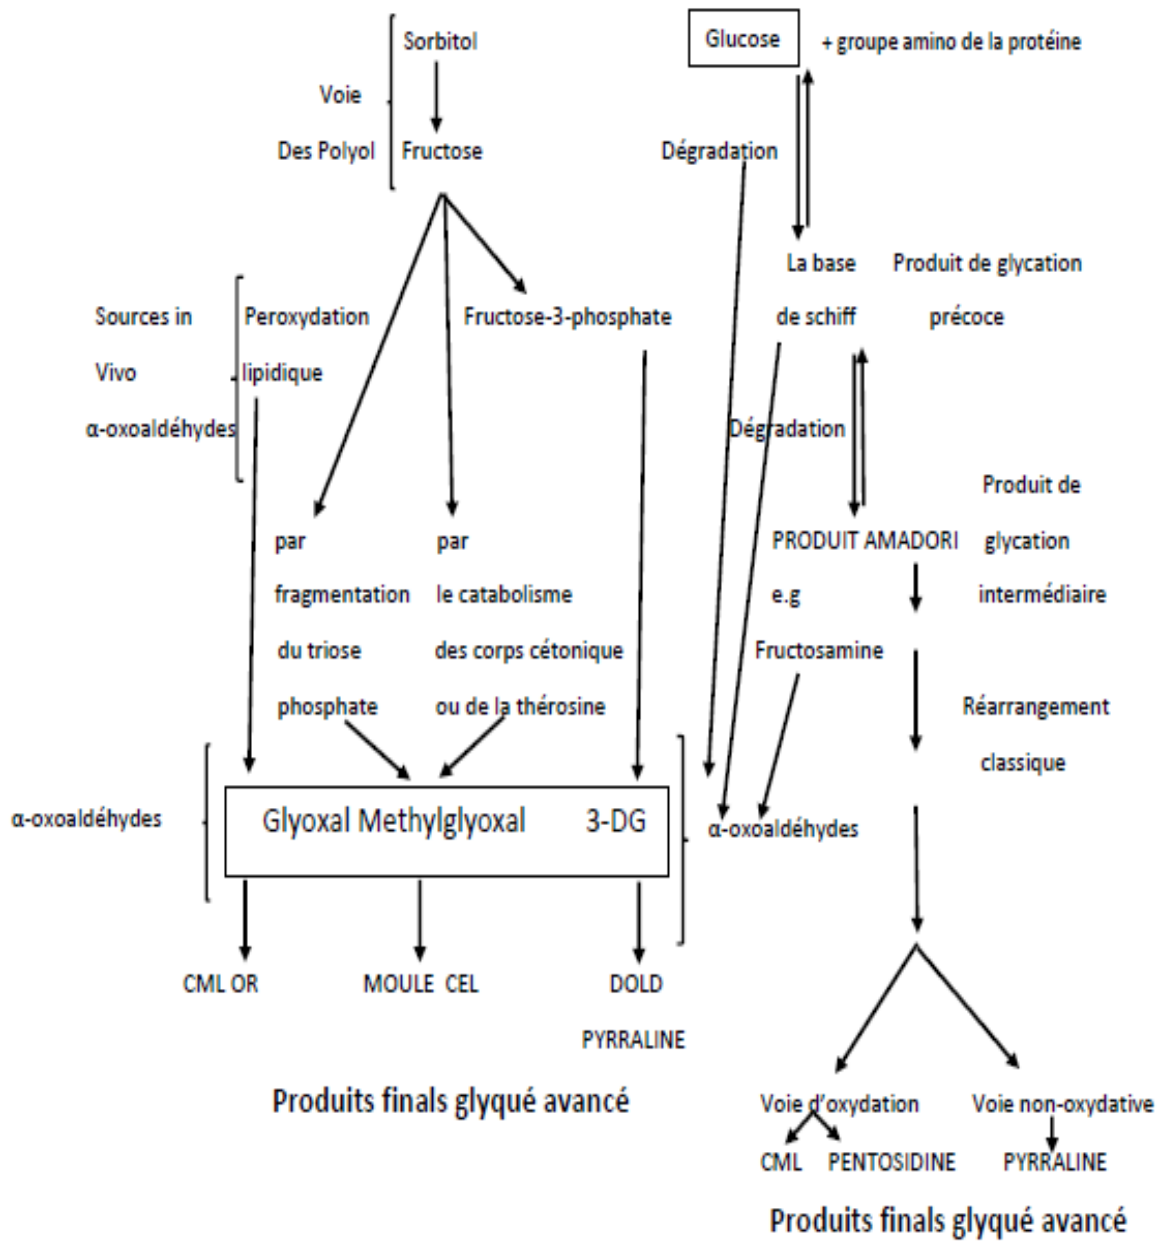 Sorbitol
Glucose
+ groupe amino de la protéine
Voie
Des Polyol
Fructose
Dégradation
La base
de schiff
Produit de glycation
précoce
Sources in
Vivo
α-oxoaldéhydes
Peroxydation
lipidique
Fructose-3-phosphate
Dégradation
Produit de
glycation
intermédiaire
PRODUIT AMADORI
e.g
Fructosamine
par
fragmentation
du triose
phosphate
par
le catabolisme
des corps cétonique
ou de la thérosine
Réarrangement
classique
α-oxoaldéhydes
Glyoxal Methylglyoxal 3-DG
α-oxoaldéhydes
CML OR
MOULE CEL
DOLD
PYRRALINE
Produits finals glyqué avancé
Voie d'oxydation
Voie non-oxydative
CML
PENTOSIDINE
PYRRALINE
Produits finals glyqué avancé